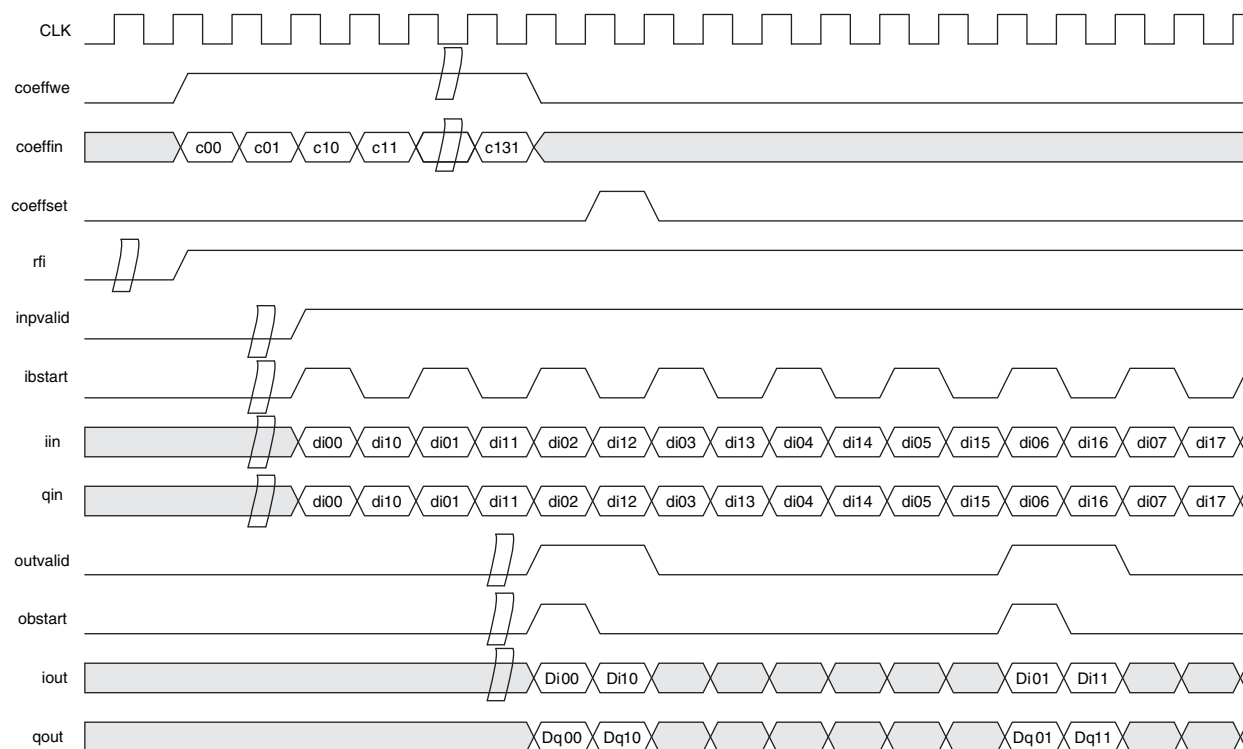 CLK
coeffwe
coeffin c00 c01 c10 c11 c131
coeffset
rfi
inpvalid
ibstart
iin di00 di10 di01 di11 di02 di12 di03 di13 di04 di14 di05 di15 di06 di16 di07 di17
qin di00 di10 di01 di11 di02 di12 di03 di13 di04 di14 di05 di15 di06 di16 di07 di17
outvalid
obstart
iout Di00 Di10 Di01 Di11
qout Dq00 Dq10 Dq01 Dq11